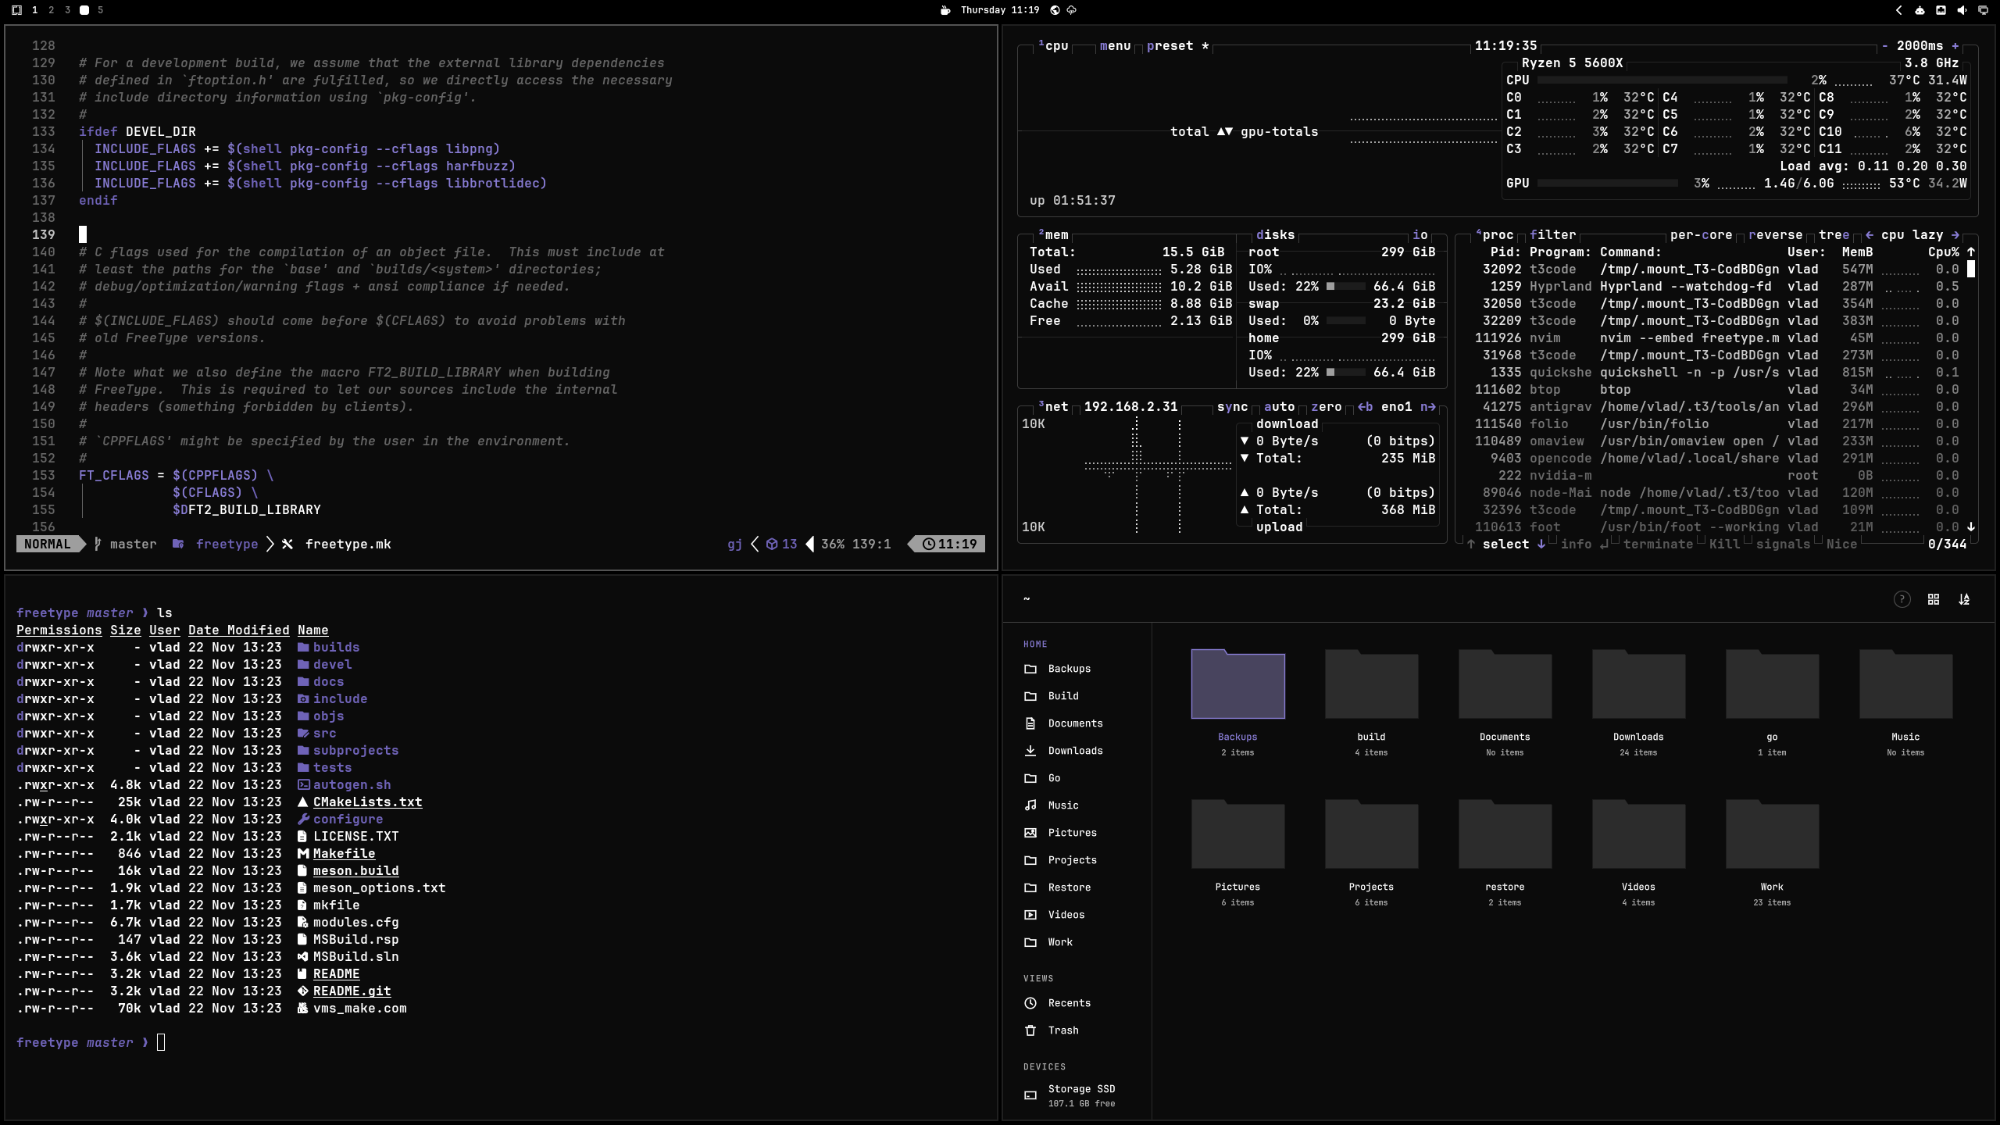 1 2 3 5
Thursday 11:19
128
129 # For a development build, we assume that the external library dependencies
130 # defined in `ftoption.h' are fulfilled, so we directly access the necessary
131 # include directory information using `pkg-config'.
132 #
133 ifdef DEVEL_DIR
134 INCLUDE_FLAGS += $(shell pkg-config --cflags libpng)
135 INCLUDE_FLAGS += $(shell pkg-config --cflags harfbuzz)
136 INCLUDE_FLAGS += $(shell pkg-config --cflags libbrotlidec)
137 endif
138
139
140 # C flags used for the compilation of an object file.  This must include at
141 # least the paths for the `base' and `builds/<system>' directories;
142 # debug/optimization/warning flags + ansi compliance if needed.
143 #
144 # $(INCLUDE_FLAGS) should come before $(CFLAGS) to avoid problems with
145 # old FreeType versions.
146 #
147 # Note what we also define the macro FT2_BUILD_LIBRARY when building
148 # FreeType.  This is required to let our sources include the internal
149 # headers (something forbidden by clients).
150 #
151 # `CPPFLAGS' might be specified by the user in the environment.
152 #
153 FT_CFLAGS = $(CPPFLAGS) \
154 $(CFLAGS) \
155 $DFT2_BUILD_LIBRARY
156
NORMAL master freetype freetype.mk gj 13 36% 139:1 11:19
¹cpu menu preset * 11:19:35 - 2000ms +
Ryzen 5 5600X 3.8 GHz
CPU 2% 37°C 31.4W
C0 1% 32°C C4 1% 32°C C8 1% 32°C
C1 2% 32°C C5 1% 32°C C9 2% 32°C
C2 3% 32°C C6 2% 32°C C10 6% 32°C
C3 2% 32°C C7 1% 32°C C11 2% 32°C
Load avg: 0.11 0.20 0.30
GPU 3% 1.4G/6.0G 53°C 34.2W
total ▲▼ gpu-totals
up 01:51:37
²mem
Total: 15.5 GiB
Used 5.28 GiB
Avail 10.2 GiB
Cache 8.88 GiB
Free 2.13 GiB
disks io
root 299 GiB
IO%
Used: 22% 66.4 GiB
swap 23.2 GiB
Used: 0% 0 Byte
home 299 GiB
IO%
Used: 22% 66.4 GiB
³net 192.168.2.31 sync auto zero ←b eno1 n→
10K
10K
download
▼ 0 Byte/s (0 bitps)
▼ Total: 235 MiB
▲ 0 Byte/s (0 bitps)
▲ Total: 368 MiB
upload
⁴proc filter per-core reverse tree ← cpu lazy →
Pid: Program: Command: User: MemB Cpu% ↑
32092 t3code /tmp/.mount_T3-CodBDGgn vlad 547M 0.0
1259 Hyprland Hyprland --watchdog-fd vlad 287M 0.5
32050 t3code /tmp/.mount_T3-CodBDGgn vlad 354M 0.0
32209 t3code /tmp/.mount_T3-CodBDGgn vlad 383M 0.0
111926 nvim nvim --embed freetype.m vlad 45M 0.0
31968 t3code /tmp/.mount_T3-CodBDGgn vlad 273M 0.0
1335 quickshe quickshell -n -p /usr/s vlad 815M 0.1
111602 btop btop vlad 34M 0.0
41275 antigrav /home/vlad/.t3/tools/an vlad 296M 0.0
111540 folio /usr/bin/folio vlad 217M 0.0
110489 omaview /usr/bin/omaview open / vlad 233M 0.0
9403 opencode /home/vlad/.local/share vlad 291M 0.0
222 nvidia-m root 0B 0.0
89046 node-Mai node /home/vlad/.t3/too vlad 120M 0.0
32396 t3code /tmp/.mount_T3-CodBDGgn vlad 109M 0.0
110613 foot /usr/bin/foot --working vlad 21M 0.0 ↓
↑ select ↓ info ↲ terminate Kill signals Nice 0/344
freetype master ❯ ls
Permissions Size User Date Modified Name
drwxr-xr-x - vlad 22 Nov 13:23 builds
drwxr-xr-x - vlad 22 Nov 13:23 devel
drwxr-xr-x - vlad 22 Nov 13:23 docs
drwxr-xr-x - vlad 22 Nov 13:23 include
drwxr-xr-x - vlad 22 Nov 13:23 objs
drwxr-xr-x - vlad 22 Nov 13:23 src
drwxr-xr-x - vlad 22 Nov 13:23 subprojects
drwxr-xr-x - vlad 22 Nov 13:23 tests
.rwxr-xr-x 4.8k vlad 22 Nov 13:23 autogen.sh
.rw-r--r-- 25k vlad 22 Nov 13:23 CMakeLists.txt
.rwxr-xr-x 4.0k vlad 22 Nov 13:23 configure
.rw-r--r-- 2.1k vlad 22 Nov 13:23 LICENSE.TXT
.rw-r--r-- 846 vlad 22 Nov 13:23 Makefile
.rw-r--r-- 16k vlad 22 Nov 13:23 meson.build
.rw-r--r-- 1.9k vlad 22 Nov 13:23 meson_options.txt
.rw-r--r-- 1.7k vlad 22 Nov 13:23 mkfile
.rw-r--r-- 6.7k vlad 22 Nov 13:23 modules.cfg
.rw-r--r-- 147 vlad 22 Nov 13:23 MSBuild.rsp
.rw-r--r-- 3.6k vlad 22 Nov 13:23 MSBuild.sln
.rw-r--r-- 3.2k vlad 22 Nov 13:23 README
.rw-r--r-- 3.2k vlad 22 Nov 13:23 README.git
.rw-r--r-- 70k vlad 22 Nov 13:23 vms_make.com
freetype master ❯
~ ?
HOME
Backups
Build
Documents
Downloads
Go
Music
Pictures
Projects
Restore
Videos
Work
VIEWS
Recents
Trash
DEVICES
Storage SSD
107.1 GB free
Backups build Documents Downloads go Music
2 items 4 items No items 24 items 1 item No items
Pictures Projects restore Videos Work
6 items 6 items 2 items 4 items 23 items